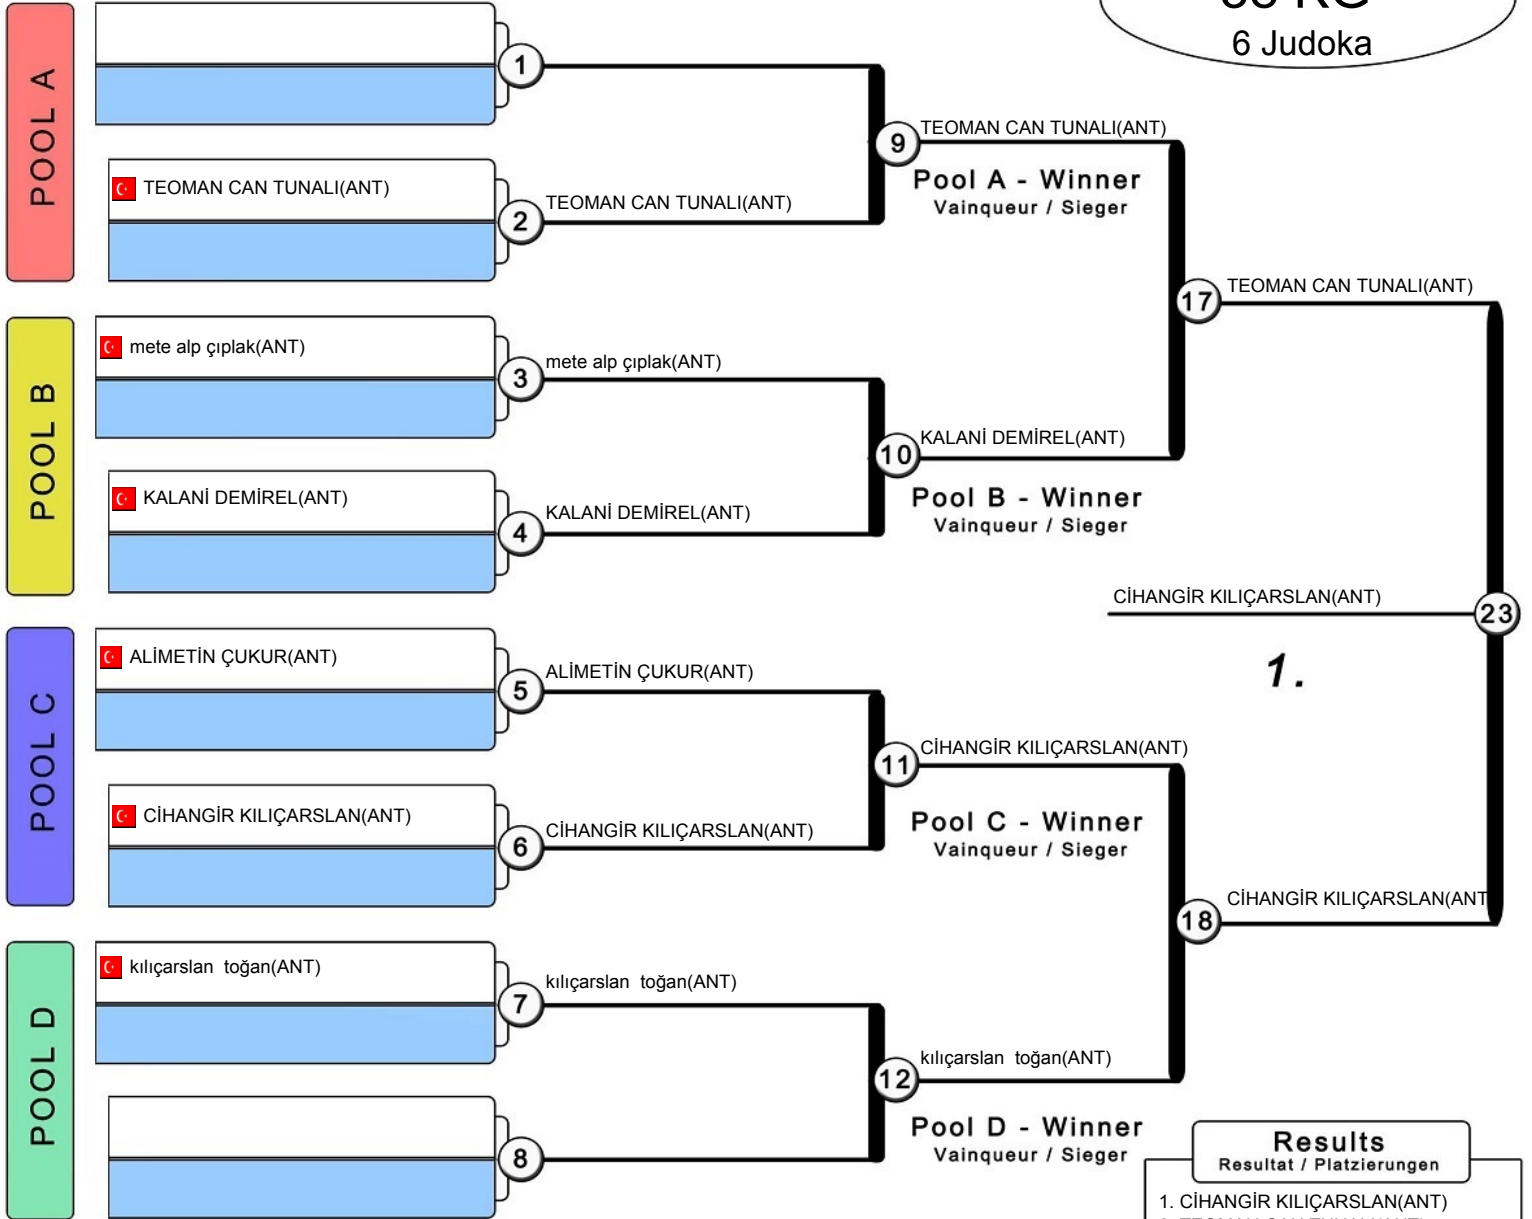 6 Judoka
POOL A
1
TEOMAN CAN TUNALI(ANT)
2
TEOMAN CAN TUNALI(ANT)
9
TEOMAN CAN TUNALI(ANT)
Pool A - Winner
Vainqueur / Sieger
POOL B
mete alp çıplak(ANT)
3
mete alp çıplak(ANT)
KALANİ DEMİREL(ANT)
4
KALANİ DEMİREL(ANT)
10
KALANİ DEMİREL(ANT)
Pool B - Winner
Vainqueur / Sieger
17
TEOMAN CAN TUNALI(ANT)
CİHANGİR KILIÇARSLAN(ANT)
23
1.
POOL C
ALİMETİN ÇUKUR(ANT)
5
ALİMETİN ÇUKUR(ANT)
CİHANGİR KILIÇARSLAN(ANT)
6
CİHANGİR KILIÇARSLAN(ANT)
11
CİHANGİR KILIÇARSLAN(ANT)
Pool C - Winner
Vainqueur / Sieger
18
CİHANGİR KILIÇARSLAN(ANT
POOL D
kılıçarslan toğan(ANT)
7
kılıçarslan toğan(ANT)
8
12
kılıçarslan toğan(ANT)
Pool D - Winner
Vainqueur / Sieger
Results
Resultat / Platzierungen
1. CİHANGİR KILIÇARSLAN(ANT)